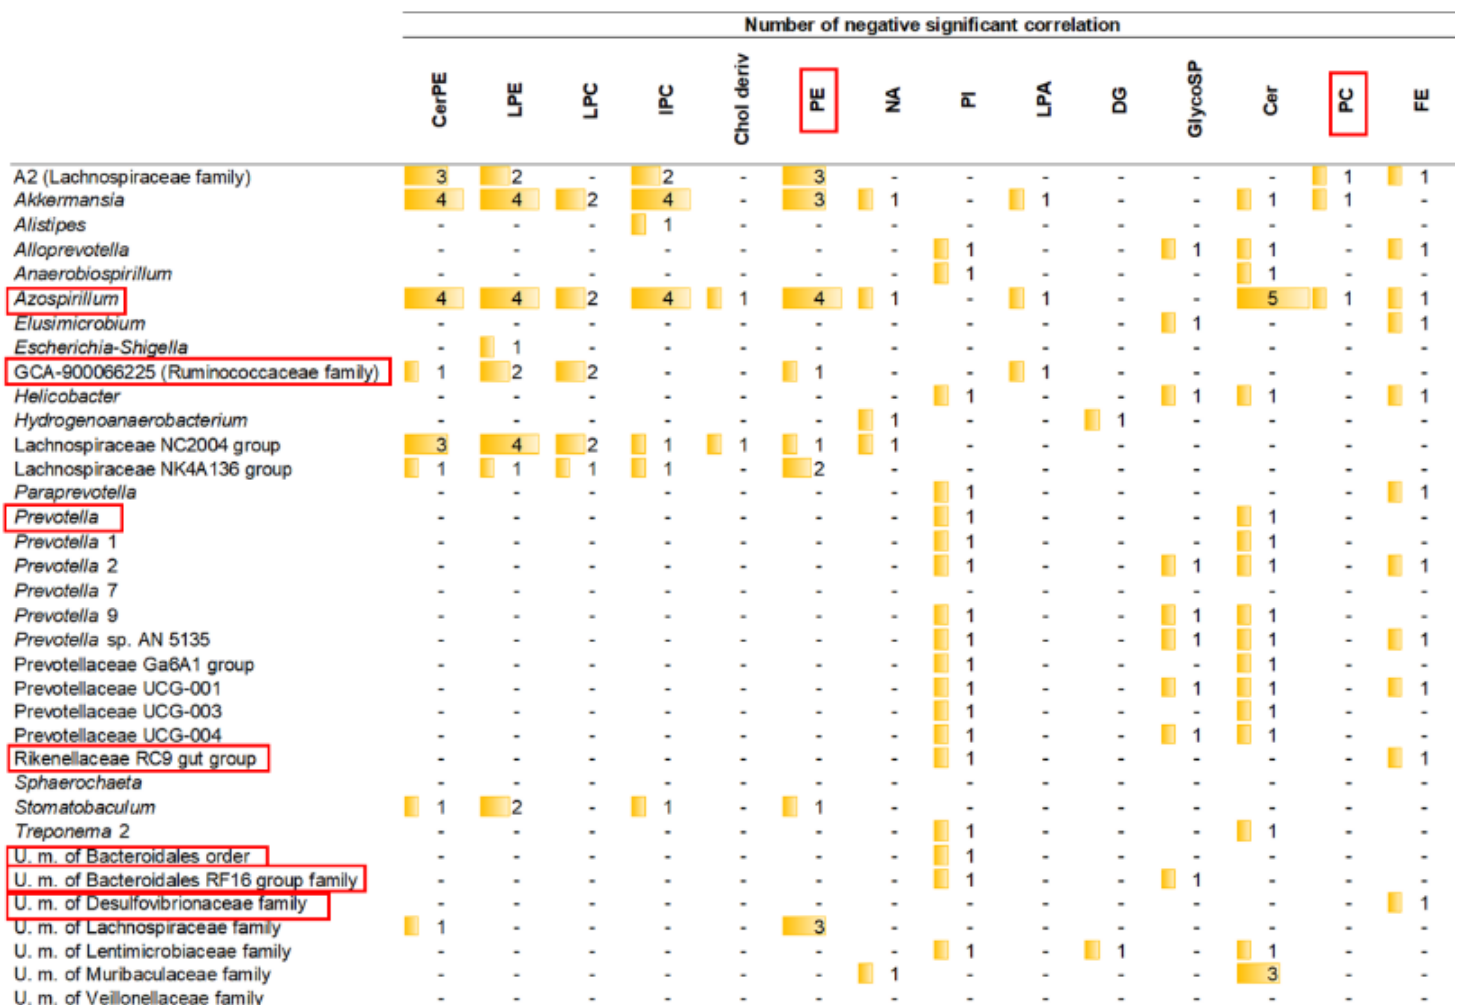 Number of negative significant correlation
CerPE LPE LPC IPC Chol deriv PE NA PI LPA DG GlycoSP Cer PC FE
A2 (Lachnospiraceae family) 3 2 - 2 - 3 - - - - - - 1 1
Akkermansia 4 4 2 4 - 3 1 - 1 - - 1 1 -
Alistipes - - - 1 - - - - - - - - - -
Alloprevotella - - - - - - - 1 - - 1 1 - 1
Anaerobiospirillum - - - - - - - 1 - - - 1 - -
Azospirillum 4 4 2 4 1 4 1 - 1 - - 5 1 1
Elusimicrobium - - - - - - - - - - 1 - - 1
Escherichia-Shigella - 1 - - - - - - - - - - - -
GCA-900066225 (Ruminococcaceae family) 1 2 2 - - 1 - - 1 - - - - -
Helicobacter - - - - - - - 1 - - 1 1 - 1
Hydrogenoanaerobacterium - - - - - - 1 - - 1 - - - -
Lachnospiraceae NC2004 group 3 4 2 1 1 1 1 - - - - - - -
Lachnospiraceae NK4A136 group 1 1 1 1 - 2 - - - - - - - -
Paraprevotella - - - - - - - 1 - - - - - 1
Prevotella - - - - - - - 1 - - - 1 - -
Prevotella 1 - - - - - - - 1 - - - 1 - -
Prevotella 2 - - - - - - - 1 - - 1 1 - 1
Prevotella 7 - - - - - - - - - - - - - -
Prevotella 9 - - - - - - - 1 - - 1 1 - -
Prevotella sp. AN 5135 - - - - - - - 1 - - 1 1 - 1
Prevotellaceae Ga6A1 group - - - - - - - 1 - - - 1 - -
Prevotellaceae UCG-001 - - - - - - - 1 - - 1 1 - 1
Prevotellaceae UCG-003 - - - - - - - 1 - - - 1 - -
Prevotellaceae UCG-004 - - - - - - - 1 - - 1 1 - -
Rikenellaceae RC9 gut group - - - - - - - 1 - - - - - 1
Sphaerochaeta - - - - - - - - - - - - - -
Stomatobaculum 1 2 - 1 - 1 - - - - - - - -
Treponema 2 - - - - - - - 1 - - - 1 - -
U. m. of Bacteroidales order - - - - - - - 1 - - - - - -
U. m. of Bacteroidales RF16 group family - - - - - - - 1 - - 1 - - -
U. m. of Desulfovibrionaceae family - - - - - - - - - - - - - 1
U. m. of Lachnospiraceae family 1 - - - - 3 - - - - - - - -
U. m. of Lentimicrobiaceae family - - - - - - - 1 - 1 - 1 - -
U. m. of Muribaculaceae family - - - - - - 1 - - - - 3 - -
U. m. of Veillonellaceae family - - - - - - - - - - - - - -